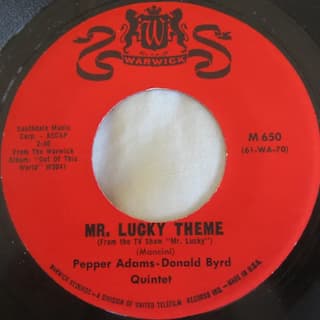 W
WARWICK
Southdale Music
Corp. - ASCAP
2:40
From The Warwick
Album: "Out Of This
World" W2041
M 650
(61-WA-70)
MR. LUCKY THEME
(From the TV Show "Mr. Lucky")
(Mancini)
Pepper Adams-Donald Byrd
Quintet
WARWICK RECORDS - A DIVISION OF UNITED TELEFILM RECORDS INC. - MADE IN U.S.A.